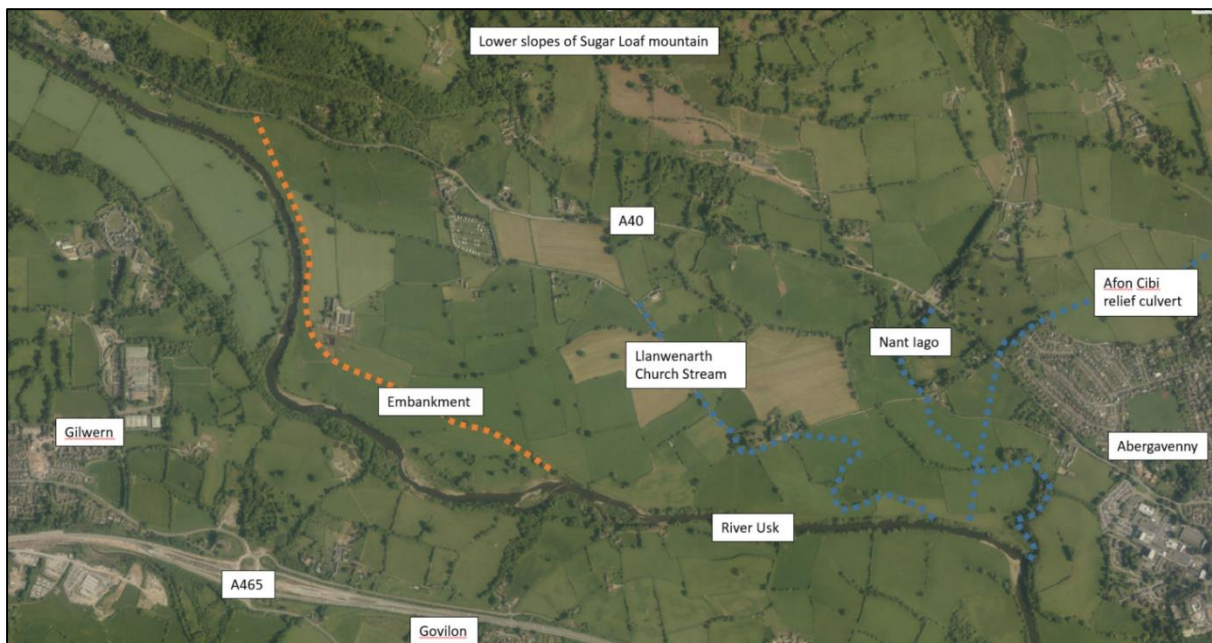 Lower slopes of Sugar Loaf mountain
A40
Afon Cibi
relief culvert
Nant Iago
Llanwenarth
Church Stream
Embankment
Gilwern
Abergavenny
River Usk
A465
Govilon